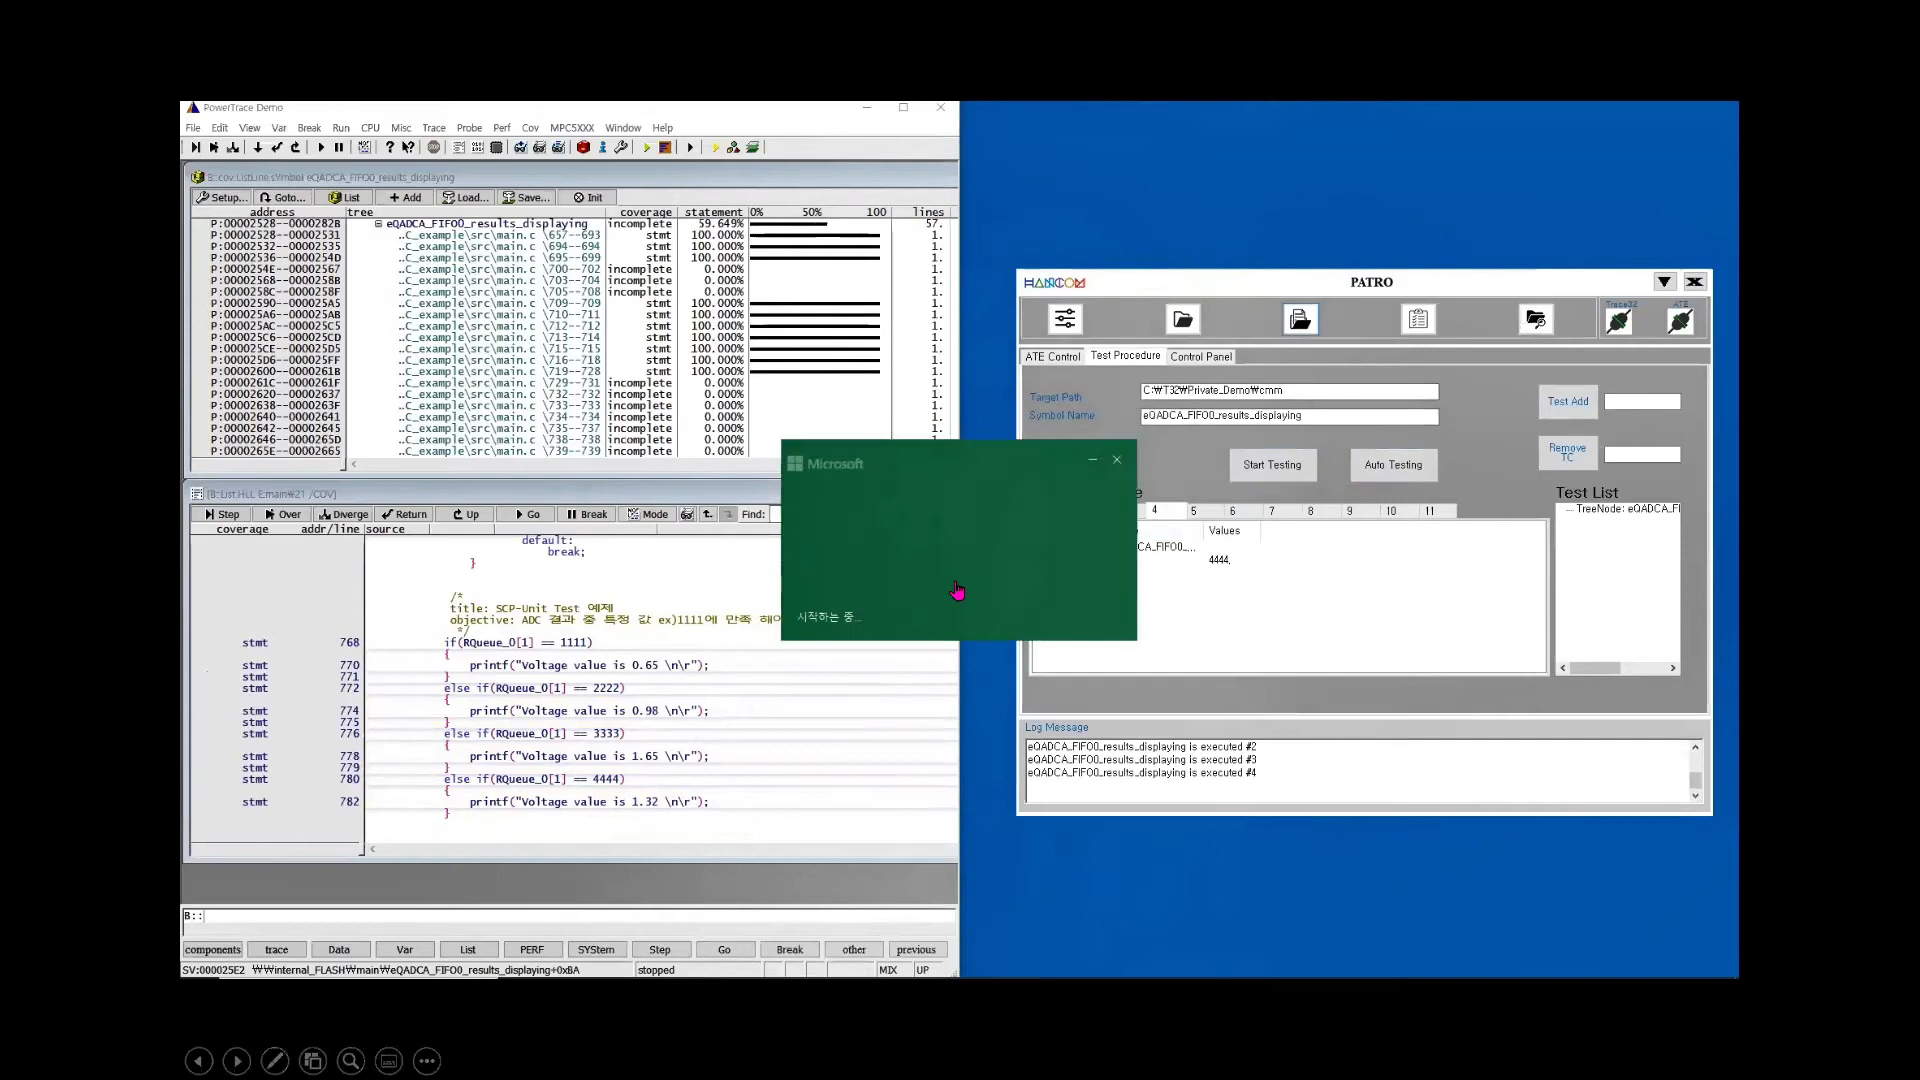 PowerTrace Demo
File Edit View Var Break Run CPU Misc Trace Probe Perf Cov MPC5XXX Window Help
B::cov.ListLine sYmbol eQADCA_FIFO0_results_displaying
Setup... Goto... List Add Load... Save... Init
address tree coverage statement 0% 50% 100 lines
P:00002528--0000282B eQADCA_FIFO0_results_displaying incomplete 59.649% 57.
P:00002528--00002531 ..C_example\src\main.c \657--693 stmt 100.000% 1.
P:00002532--00002535 ..C_example\src\main.c \694--694 stmt 100.000% 1.
P:00002536--0000254D ..C_example\src\main.c \695--699 stmt 100.000% 1.
P:0000254E--00002567 ..C_example\src\main.c \700--702 incomplete 0.000% 1.
P:00002568--0000258B ..C_example\src\main.c \703--704 incomplete 0.000% 1.
P:0000258C--0000258F ..C_example\src\main.c \705--708 incomplete 0.000% 1.
P:00002590--000025A5 ..C_example\src\main.c \709--709 stmt 100.000% 1.
P:000025A6--000025AB ..C_example\src\main.c \710--711 stmt 100.000% 1.
P:000025AC--000025C5 ..C_example\src\main.c \712--712 stmt 100.000% 1.
P:000025C6--000025CD ..C_example\src\main.c \713--714 stmt 100.000% 1.
P:000025CE--000025D5 ..C_example\src\main.c \715--715 stmt 100.000% 1.
P:000025D6--000025FF ..C_example\src\main.c \716--718 stmt 100.000% 1.
P:00002600--0000261B ..C_example\src\main.c \719--728 stmt 100.000% 1.
P:0000261C--0000261F ..C_example\src\main.c \729--731 incomplete 0.000% 1.
P:00002620--00002637 ..C_example\src\main.c \732--732 incomplete 0.000% 1.
P:00002638--0000263F ..C_example\src\main.c \733--733 incomplete 0.000% 1.
P:00002640--00002641 ..C_example\src\main.c \734--734 incomplete 0.000% 1.
P:00002642--00002645 ..C_example\src\main.c \735--737 incomplete 0.000% 1.
P:00002646--0000265D ..C_example\src\main.c \738--738 incomplete 0.000% 1.
P:0000265E--00002665 ..C_example\src\main.c \739--739 incomplete 0.000% 1.
[B::List.HLL E:main₩21 /COV]
Step Over Diverge Return Up Go Break Mode Find:
coverage addr/line source
default:
break;
}
/*
title: SCP-Unit Test 예제
objective: ADC 결과 중 특정 값 ex)1111에 만족 해야
*/
stmt 768 if(RQueue_0[1] == 1111)
{
stmt 770 printf("Voltage value is 0.65 \n\r");
stmt 771 }
stmt 772 else if(RQueue_0[1] == 2222)
{
stmt 774 printf("Voltage value is 0.98 \n\r");
stmt 775 }
stmt 776 else if(RQueue_0[1] == 3333)
{
stmt 778 printf("Voltage value is 1.65 \n\r");
stmt 779 }
stmt 780 else if(RQueue_0[1] == 4444)
{
stmt 782 printf("Voltage value is 1.32 \n\r");
}
B::
components trace Data Var List PERF SYStem Step Go Break other previous
SV:000025E2 ₩₩internal_FLASH₩main₩eQADCA_FIFO0_results_displaying+0xBA stopped MIX UP
Microsoft
시작하는 중...
HANCOM PATRO
Trace32 ATE
ATE Control Test Procedure Control Panel
Target Path C:₩T32₩Private_Demo₩cmm
Symbol Name eQADCA_FIFO0_results_displaying
Test Add
Remove TC
Start Testing Auto Testing
e
4 5 6 7 8 9 10 11
Values
CA_FIFO0_...
4444,
Test List
TreeNode: eQADCA_FI
Log Message
eQADCA_FIFO0_results_displaying is executed #2
eQADCA_FIFO0_results_displaying is executed #3
eQADCA_FIFO0_results_displaying is executed #4